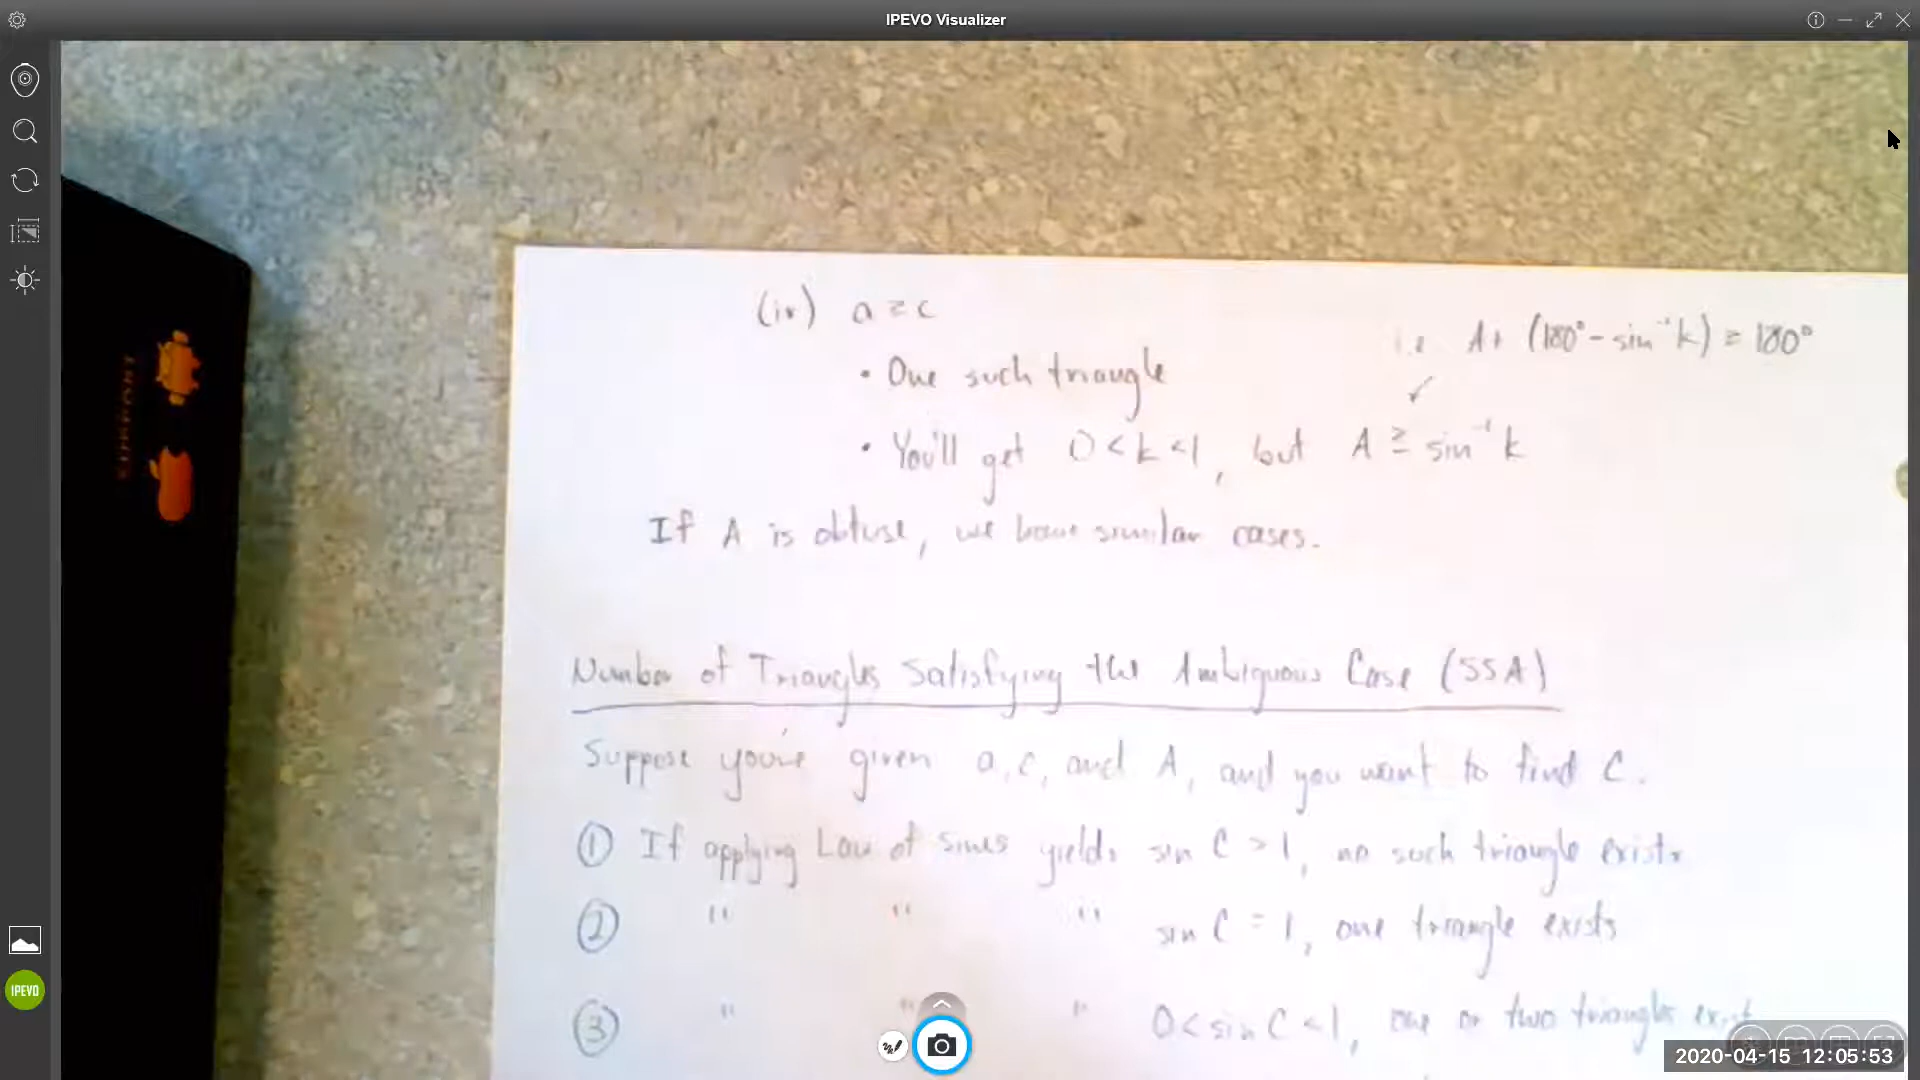 IPEVO Visualizer
(iv) a ≥ c
i.e. A + (180° - sin⁻¹ k) ≥ 180°
• One such triangle
• You'll get 0 < k < 1, but A ≥ sin⁻¹ k
If A is obtuse, we have similar cases.
Number of Triangles Satisfying the Ambiguous Case (SSA)
Suppose you're given a, c, and A, and you want to find C.
① If applying Law of Sines yields sin C > 1, no such triangle exists
② " " " sin C = 1, one triangle exists
③ " " " 0 < sin C < 1, one or two triangles exist
IPEVO
2020-04-15 12:05:53